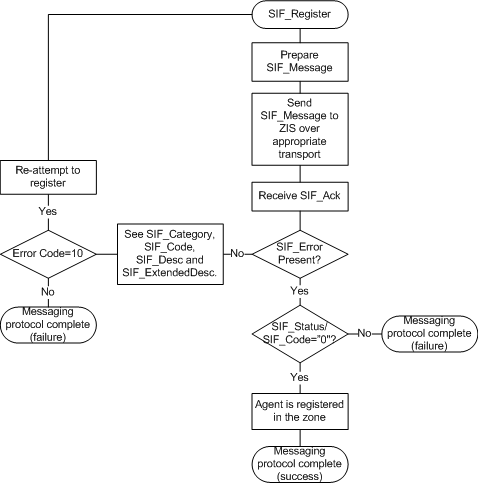 SIF_Register
Prepare
SIF_Message
Send
SIF_Message to
ZIS over
appropriate
transport
Re-attempt to
register
Receive SIF_Ack
Yes
Error Code=10
See SIF_Category,
SIF_Code,
SIF_Desc and
SIF_ExtendedDesc.
No
SIF_Error
Present?
No
Yes
Messaging
protocol complete
(failure)
SIF_Status/
SIF_Code="0"?
No
Messaging
protocol complete
(failure)
Yes
Agent is registered
in the zone
Messaging
protocol complete
(success)